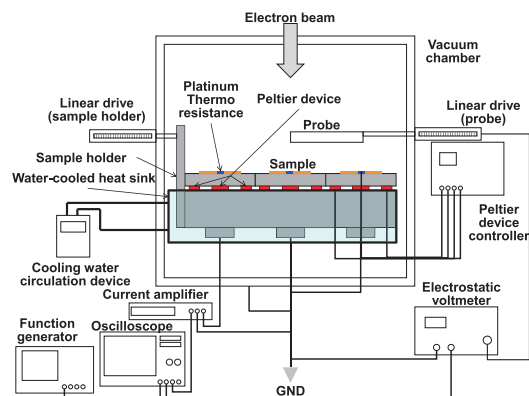 Electron beam
Vacuum
chamber
Platinum
Thermo
resistance
Peltier device
Linear drive
(sample holder)
Linear drive
(probe)
Probe
Sample holder
Sample
Water-cooled heat sink
Peltier
device
controller
Cooling water
circulation device
Current amplifier
Electrostatic
voltmeter
Function
generator
Oscilloscope
GND